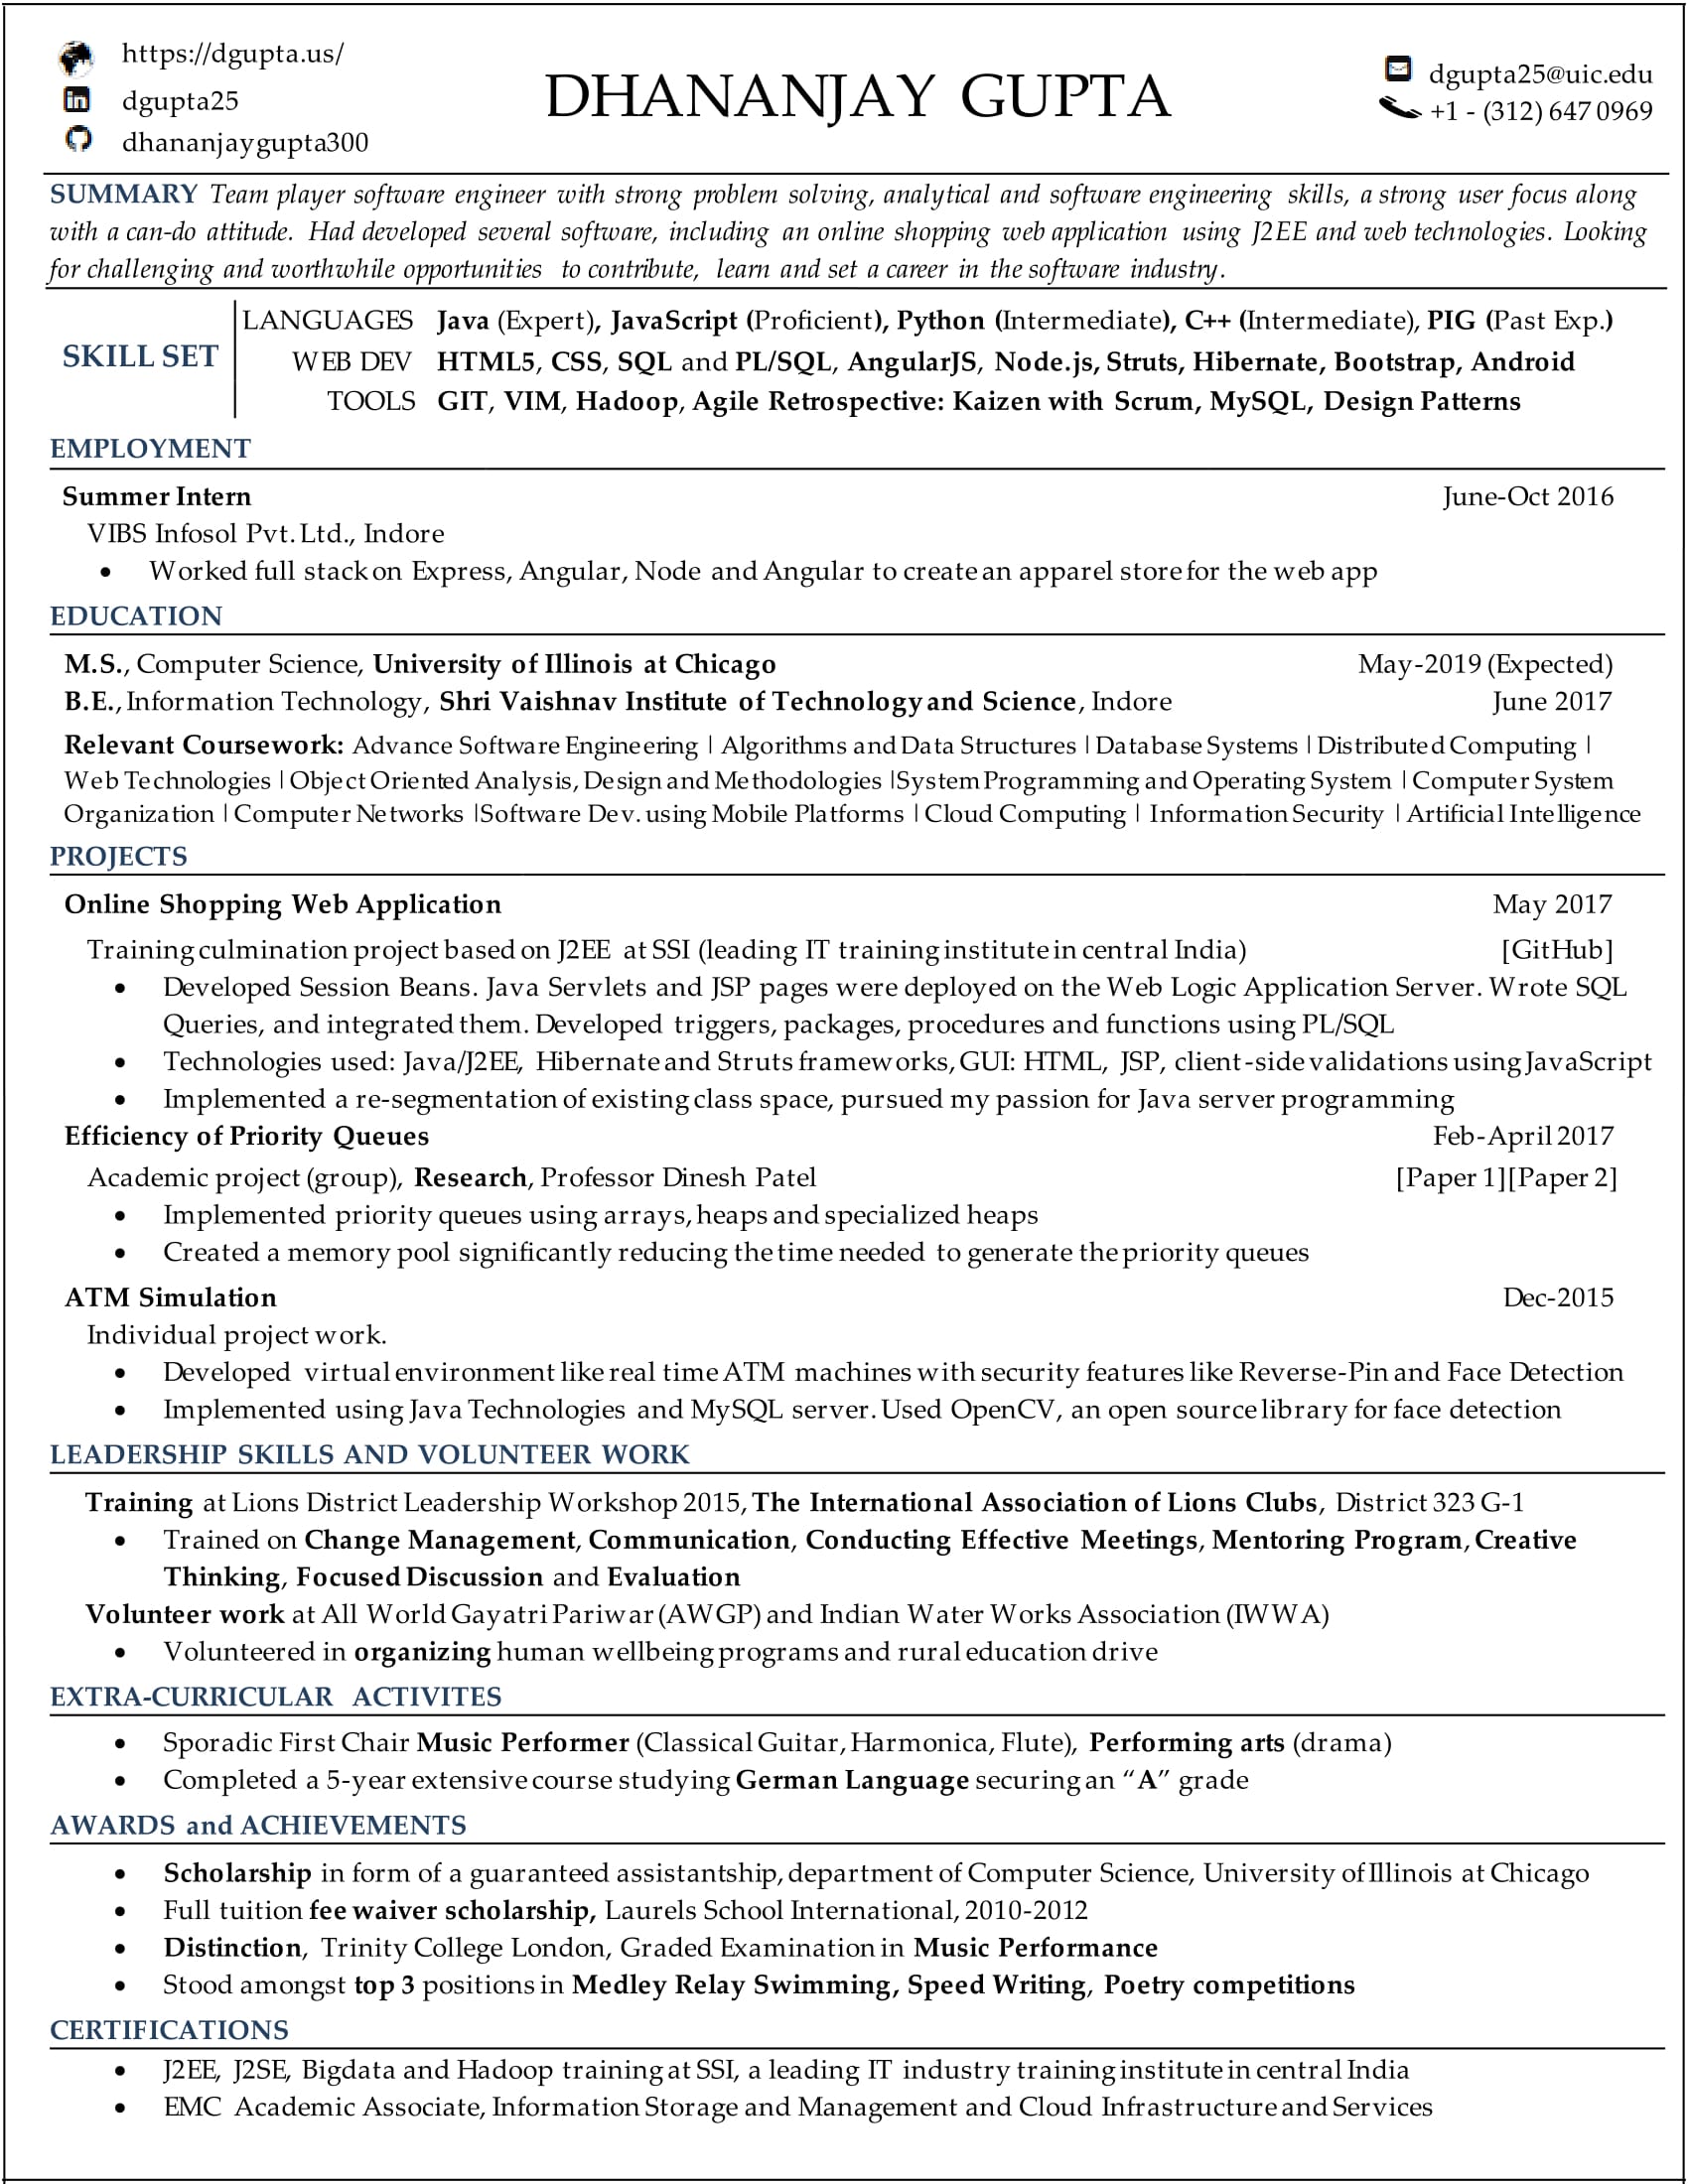 https://dgupta.us/
dgupta25
dhananjaygupta300
DHANANJAY GUPTA
dgupta25@uic.edu
+1 - (312) 647 0969
SUMMARY Team player software engineer with strong problem solving, analytical and software engineering skills, a strong user focus along
with a can-do attitude. Had developed several software, including an online shopping web application using J2EE and web technologies. Looking
for challenging and worthwhile opportunities to contribute, learn and set a career in the software industry.
SKILL SET
LANGUAGES Java (Expert), JavaScript (Proficient), Python (Intermediate), C++ (Intermediate), PIG (Past Exp.)
WEB DEV HTML5, CSS, SQL and PL/SQL, AngularJS, Node.js, Struts, Hibernate, Bootstrap, Android
TOOLS GIT, VIM, Hadoop, Agile Retrospective: Kaizen with Scrum, MySQL, Design Patterns
EMPLOYMENT
Summer Intern June-Oct 2016
VIBS Infosol Pvt. Ltd., Indore
• Worked full stack on Express, Angular, Node and Angular to create an apparel store for the web app
EDUCATION
M.S., Computer Science, University of Illinois at Chicago May-2019 (Expected)
B.E., Information Technology, Shri Vaishnav Institute of Technology and Science, Indore June 2017
Relevant Coursework: Advance Software Engineering | Algorithms and Data Structures | Database Systems | Distributed Computing |
Web Technologies | Object Oriented Analysis, Design and Methodologies |System Programming and Operating System | Computer System
Organization | Computer Networks |Software Dev. using Mobile Platforms | Cloud Computing | Information Security | Artificial Intelligence
PROJECTS
Online Shopping Web Application May 2017
Training culmination project based on J2EE at SSI (leading IT training institute in central India) [GitHub]
• Developed Session Beans. Java Servlets and JSP pages were deployed on the Web Logic Application Server. Wrote SQL
Queries, and integrated them. Developed triggers, packages, procedures and functions using PL/SQL
• Technologies used: Java/J2EE, Hibernate and Struts frameworks, GUI: HTML, JSP, client-side validations using JavaScript
• Implemented a re-segmentation of existing class space, pursued my passion for Java server programming
Efficiency of Priority Queues Feb-April 2017
Academic project (group), Research, Professor Dinesh Patel [Paper 1][Paper 2]
• Implemented priority queues using arrays, heaps and specialized heaps
• Created a memory pool significantly reducing the time needed to generate the priority queues
ATM Simulation Dec-2015
Individual project work.
• Developed virtual environment like real time ATM machines with security features like Reverse-Pin and Face Detection
• Implemented using Java Technologies and MySQL server. Used OpenCV, an open source library for face detection
LEADERSHIP SKILLS AND VOLUNTEER WORK
Training at Lions District Leadership Workshop 2015, The International Association of Lions Clubs, District 323 G-1
• Trained on Change Management, Communication, Conducting Effective Meetings, Mentoring Program, Creative
Thinking, Focused Discussion and Evaluation
Volunteer work at All World Gayatri Pariwar (AWGP) and Indian Water Works Association (IWWA)
• Volunteered in organizing human wellbeing programs and rural education drive
EXTRA-CURRICULAR ACTIVITES
• Sporadic First Chair Music Performer (Classical Guitar, Harmonica, Flute), Performing arts (drama)
• Completed a 5-year extensive course studying German Language securing an “A” grade
AWARDS and ACHIEVEMENTS
• Scholarship in form of a guaranteed assistantship, department of Computer Science, University of Illinois at Chicago
• Full tuition fee waiver scholarship, Laurels School International, 2010-2012
• Distinction, Trinity College London, Graded Examination in Music Performance
• Stood amongst top 3 positions in Medley Relay Swimming, Speed Writing, Poetry competitions
CERTIFICATIONS
• J2EE, J2SE, Bigdata and Hadoop training at SSI, a leading IT industry training institute in central India
• EMC Academic Associate, Information Storage and Management and Cloud Infrastructure and Services